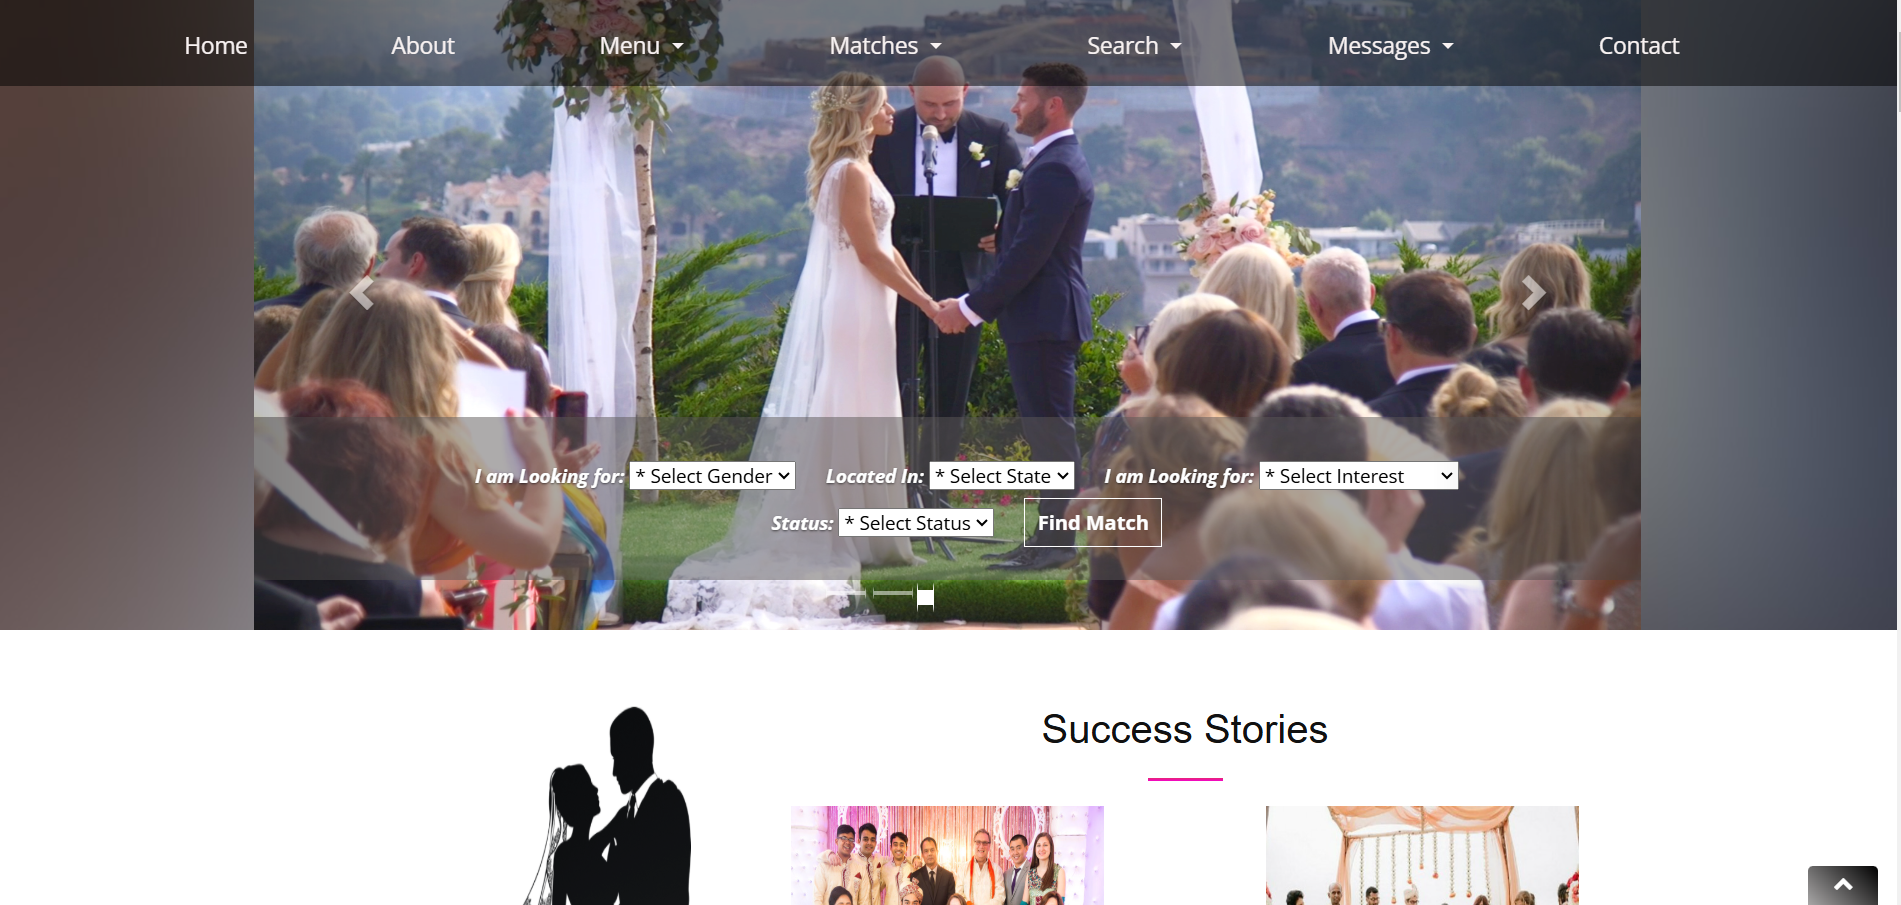 Home About Menu Matches Search Messages Contact
I am Looking for: * Select Gender Located In: * Select State I am Looking for: * Select Interest
Status: * Select Status Find Match
Success Stories